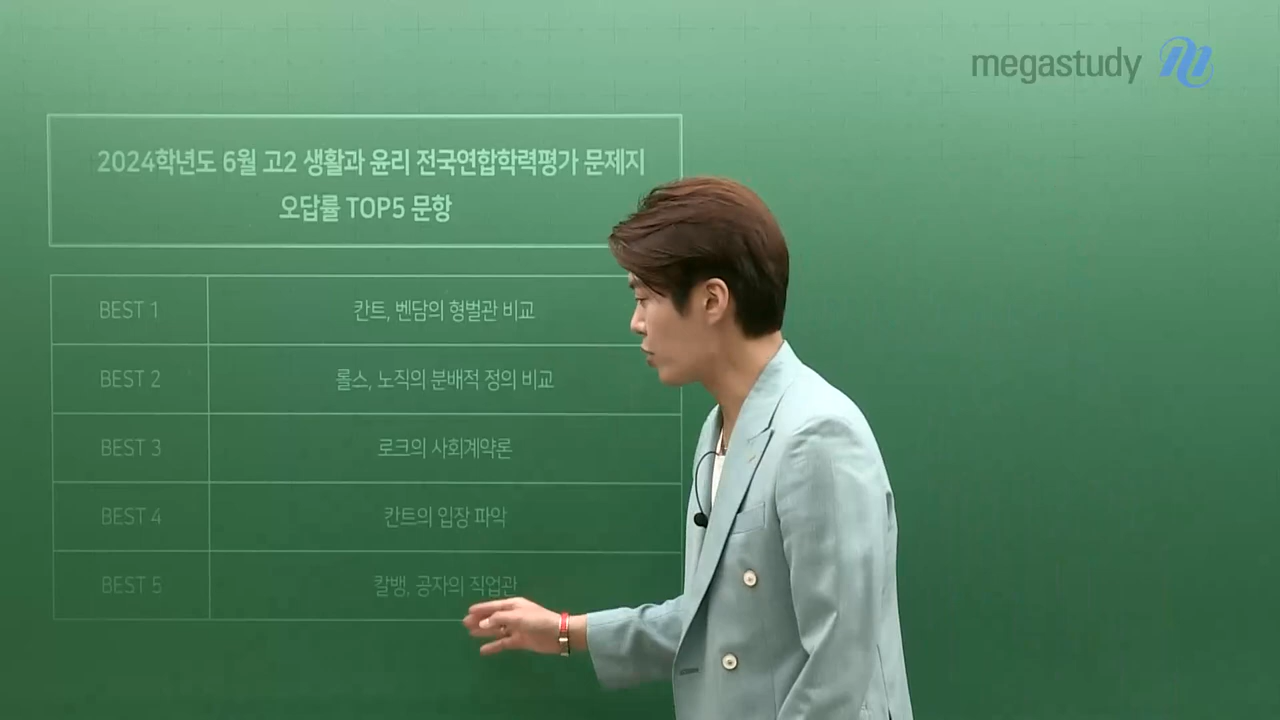 megastudy
2024학년도 6월 고2 생활과 윤리 전국연합학력평가 문제지
오답률 TOP5 문항
BEST 1 칸트, 벤담의 형벌관 비교
BEST 2 롤스, 노직의 분배적 정의 비교
BEST 3 로크의 사회계약론
BEST 4 칸트의 입장 파악
BEST 5 칼뱅, 공자의 직업관